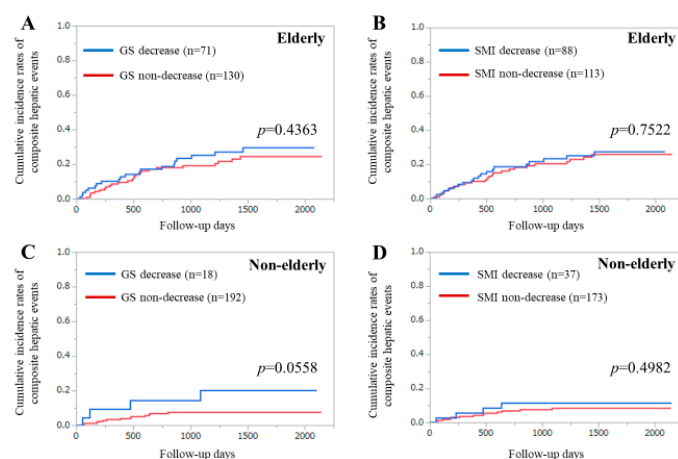 A
Elderly
GS decrease (n=71)
GS non-decrease (n=130)
p=0.4363
Cumulative incidence rates of
composite hepatic events
1.0
0.8
0.6
0.4
0.2
0.0
0 500 1000 1500 2000
Follow-up days
B
Elderly
SMI decrease (n=88)
SMI non-decrease (n=113)
p=0.7522
Cumulative incidence rates of
composite hepatic events
1.0
0.8
0.6
0.4
0.2
0.0
0 500 1000 1500 2000
Follow-up days
C
Non-elderly
GS decrease (n=18)
GS non-decrease (n=192)
p=0.0558
Cumulative incidence rates of
composite hepatic events
1.0
0.8
0.6
0.4
0.2
0.0
0 500 1000 1500 2000
Follow-up days
D
Non-elderly
SMI decrease (n=37)
SMI non-decrease (n=173)
p=0.4982
Cumulative incidence rates of
composite hepatic events
1.0
0.8
0.6
0.4
0.2
0.0
0 500 1000 1500 2000
Follow-up days